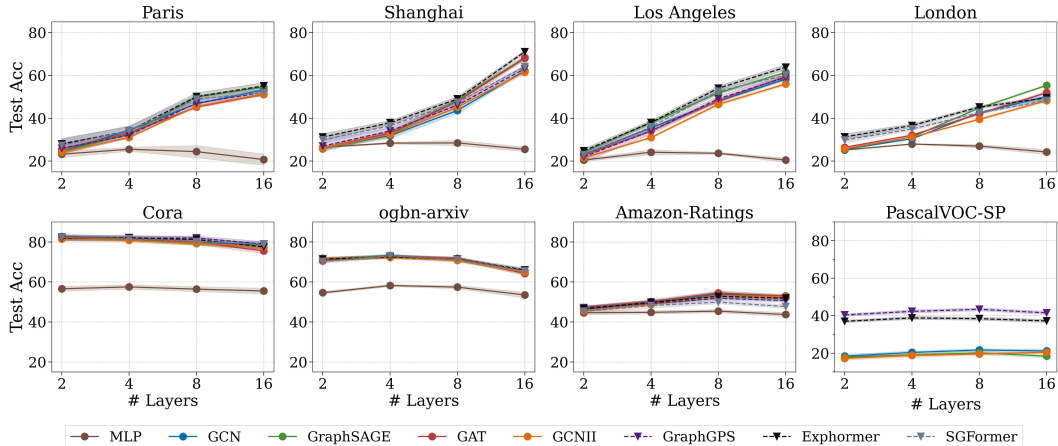 Paris
Shanghai
Los Angeles
London
Test Acc
80
60
40
20
2 4 8 16
80
60
40
20
2 4 8 16
80
60
40
20
2 4 8 16
80
60
40
20
2 4 8 16
Cora
ogbn-arxiv
Amazon-Ratings
PascalVOC-SP
Test Acc
80
60
40
20
2 4 8 16
# Layers
80
60
40
20
2 4 8 16
# Layers
80
60
40
20
2 4 8 16
# Layers
80
60
40
20
2 4 8 16
# Layers
MLP GCN GraphSAGE GAT GCNII GraphGPS Exphormer SGFormer